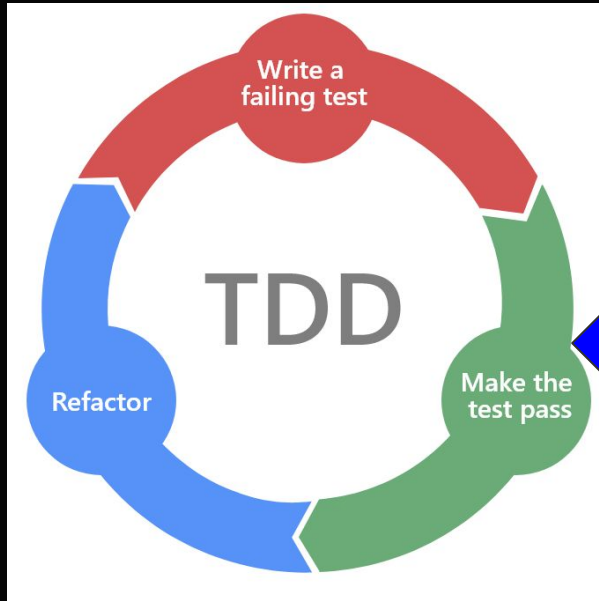 Write a
failing test
TDD
Refactor
Make the
test pass